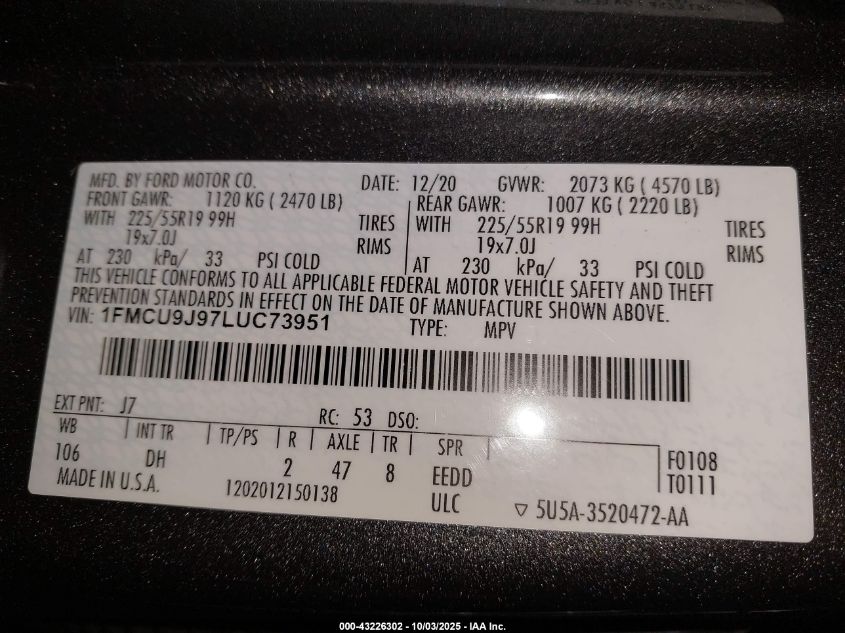 MFD. BY FORD MOTOR CO. DATE: 12/20 GVWR: 2073 KG ( 4570 LB)
FRONT GAWR: 1120 KG ( 2470 LB) REAR GAWR: 1007 KG ( 2220 LB)
WITH 225/55R19 99H TIRES WITH 225/55R19 99H TIRES
19x7.0J RIMS 19x7.0J RIMS
AT 230 kPa/ 33 PSI COLD AT 230 kPa/ 33 PSI COLD
THIS VEHICLE CONFORMS TO ALL APPLICABLE FEDERAL MOTOR VEHICLE SAFETY AND THEFT
PREVENTION STANDARDS IN EFFECT ON THE DATE OF MANUFACTURE SHOWN ABOVE.
VIN: 1FMCU9J97LUC73951 TYPE: MPV
EXT PNT: J7 RC: 53 DSO:
WB INT TR TP/PS R AXLE TR SPR
106 DH 2 47 8 EEDD F0108
MADE IN U.S.A. 1202012150138 ULC T0111
▽ 5U5A-3520472-AA
000-43226302 - 10/03/2025 - IAA Inc.